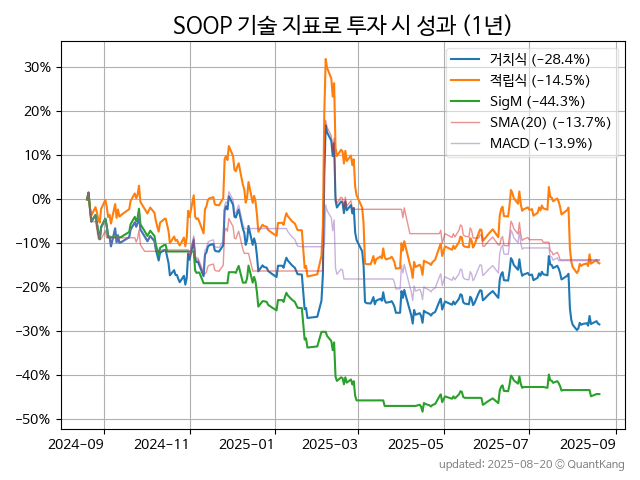 SOOP 기술 지표로 투자 시 성과 (1년)
거치식 (−28.4%)
적립식 (−14.5%)
SigM (−44.3%)
SMA(20) (−13.7%)
MACD (−13.9%)
30%
20%
10%
0%
−10%
−20%
−30%
−40%
−50%
2024-09 2024-11 2025-01 2025-03 2025-05 2025-07 2025-09
updated: 2025-08-20 © QuantKang